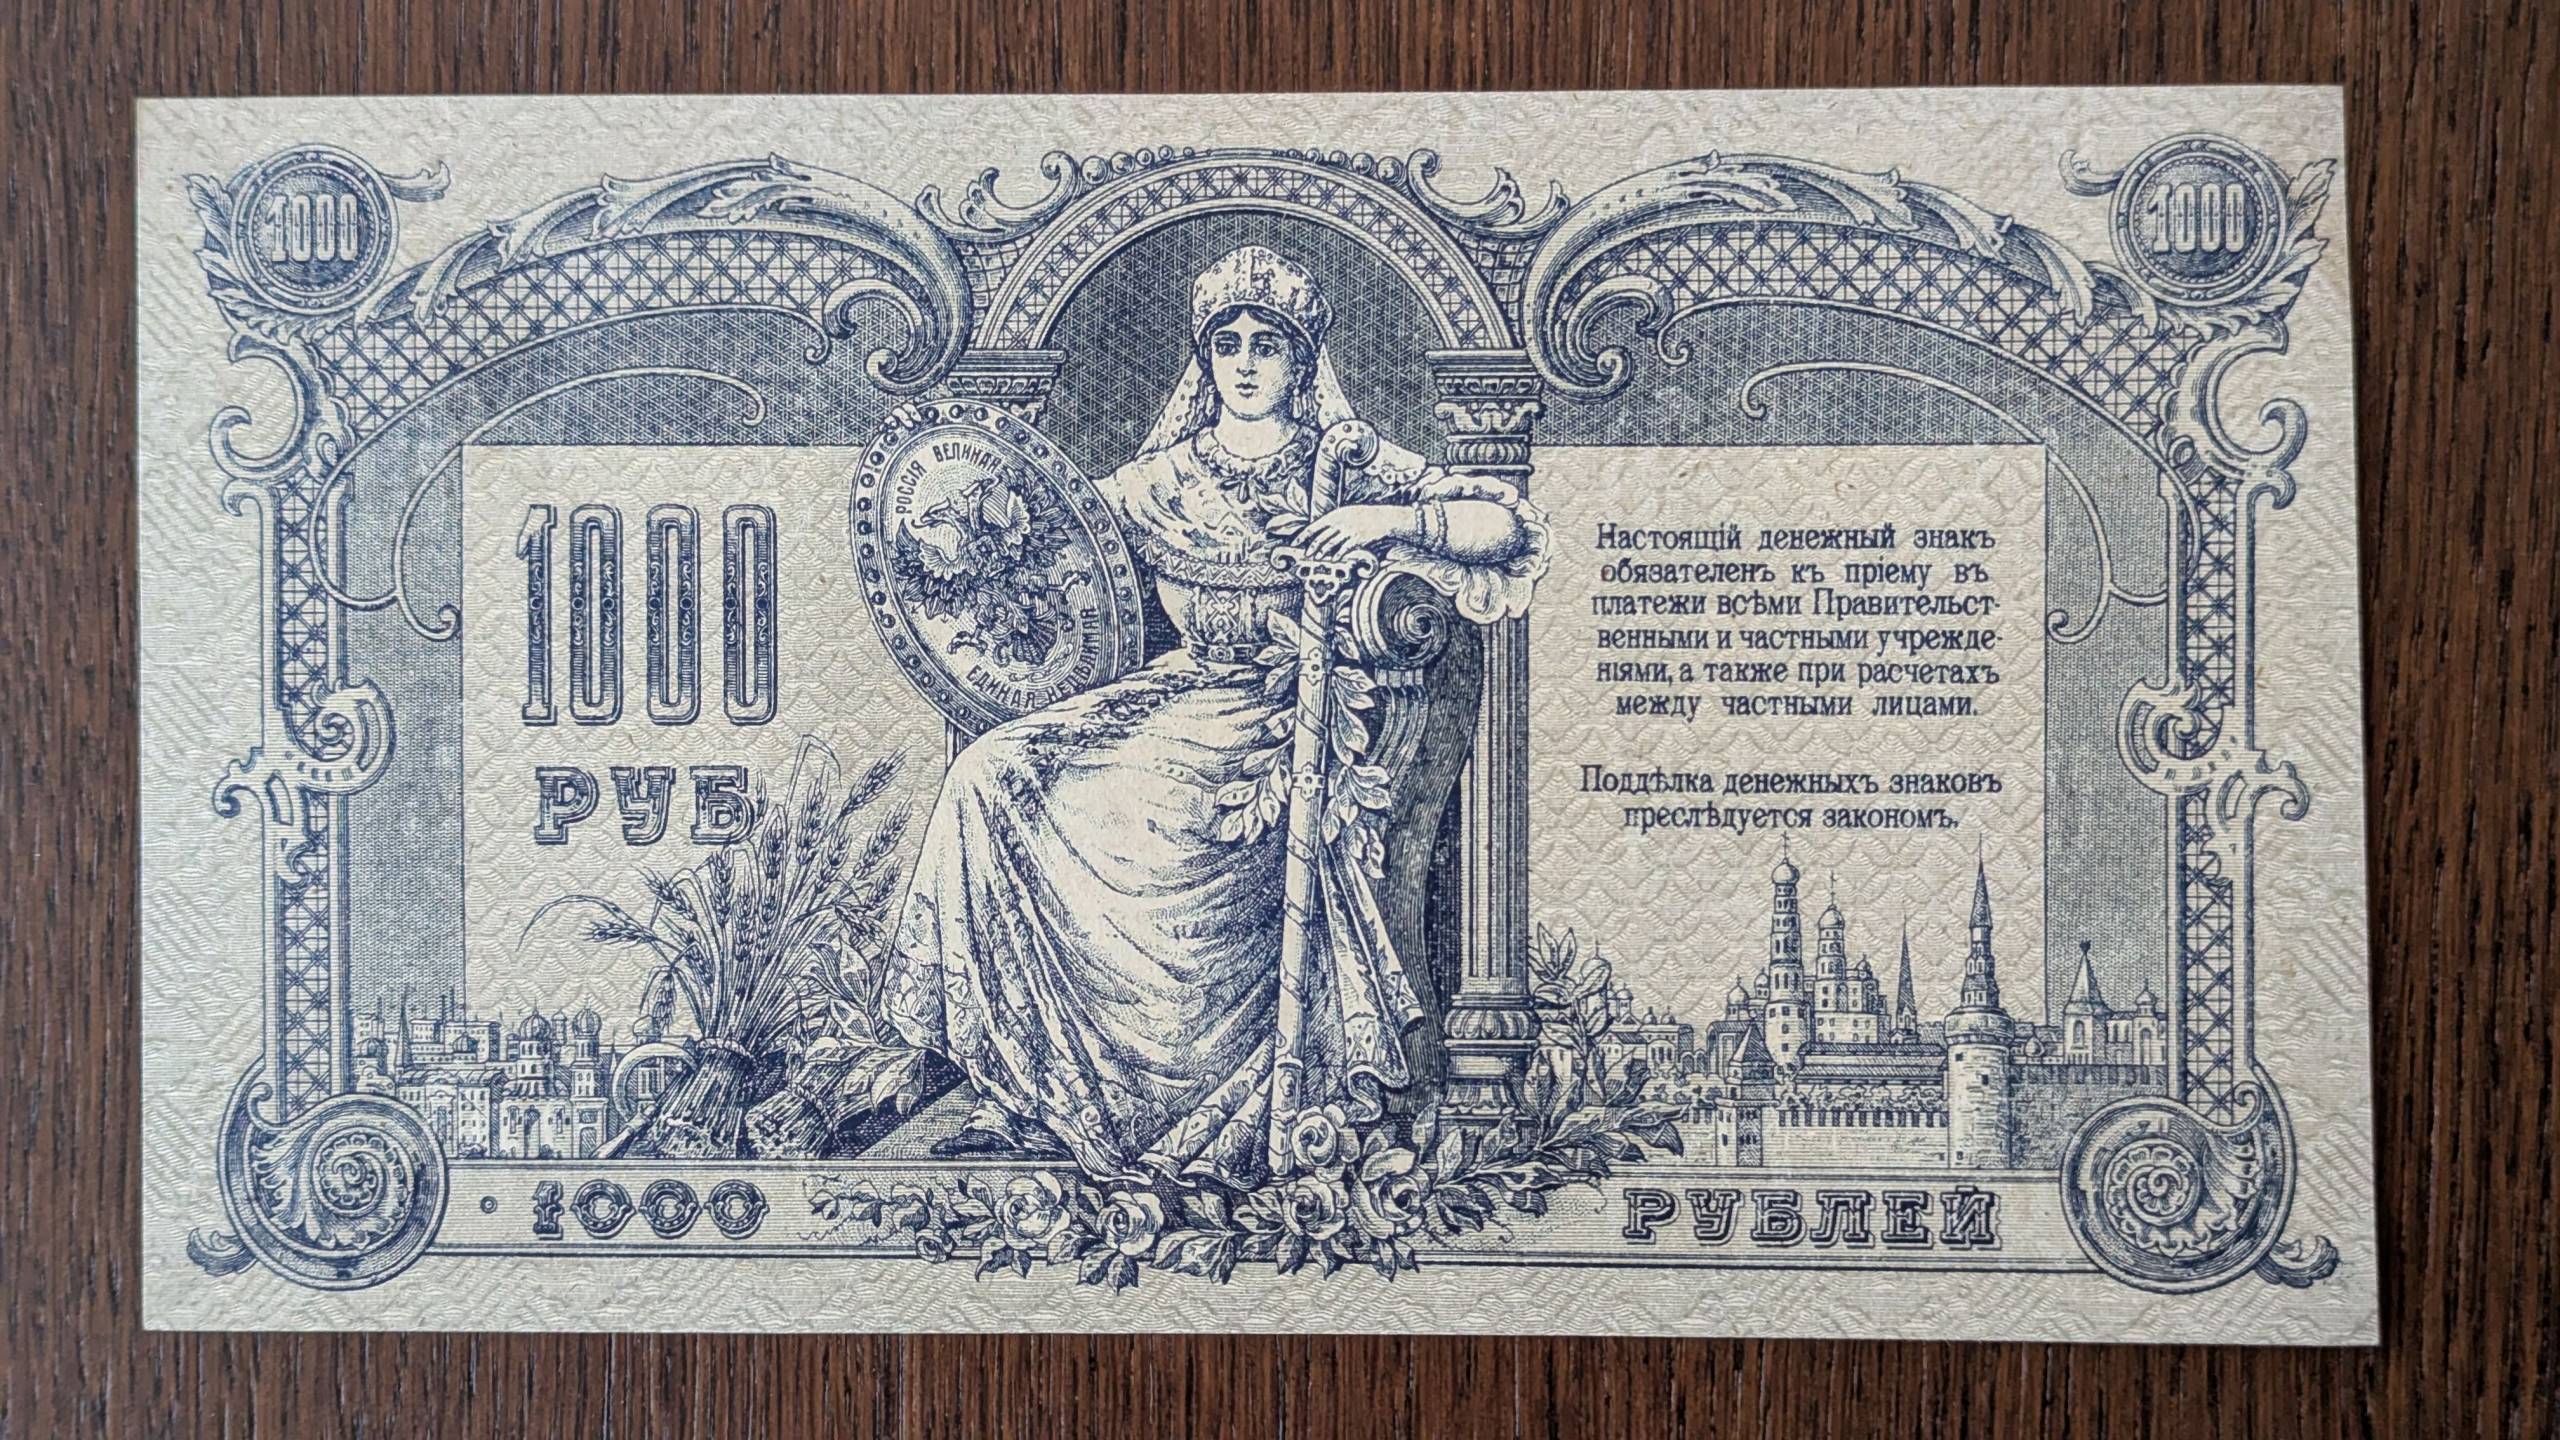 1000
1000
РОССІЯ ВЕЛИКАЯ
ЕДИНАЯ НЕДѢЛИМАЯ
1000
РУБ
Настоящій денежный знакъ
обязателенъ къ пріему въ
платежи всѣми Правительст-
венными и частными учрежде-
ніями, а также при расчетахъ
между частными лицами.
Поддѣлка денежныхъ знаковъ
преслѣдуется закономъ.
1000
РУБЛЕЙ